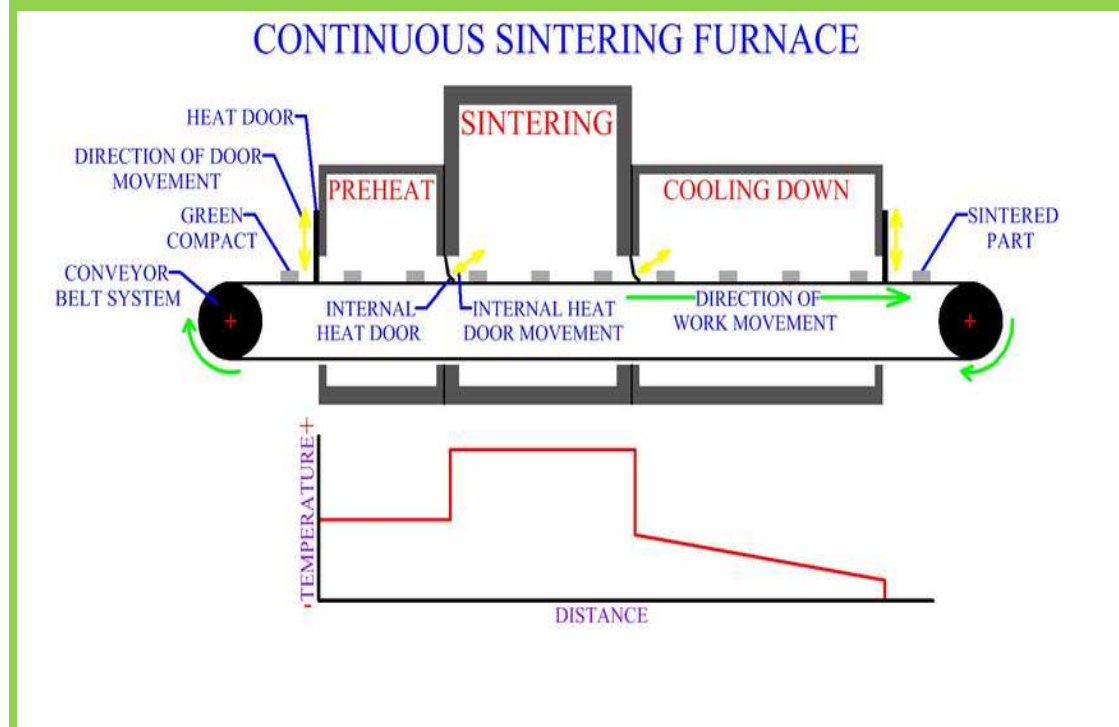 CONTINUOUS SINTERING FURNACE
HEAT DOOR
DIRECTION OF DOOR
MOVEMENT
GREEN
COMPACT
CONVEYOR
BELT SYSTEM
PREHEAT
SINTERING
COOLING DOWN
SINTERED
PART
INTERNAL
HEAT DOOR
INTERNAL HEAT
DOOR MOVEMENT
DIRECTION OF
WORK MOVEMENT
-TEMPERATURE+
DISTANCE